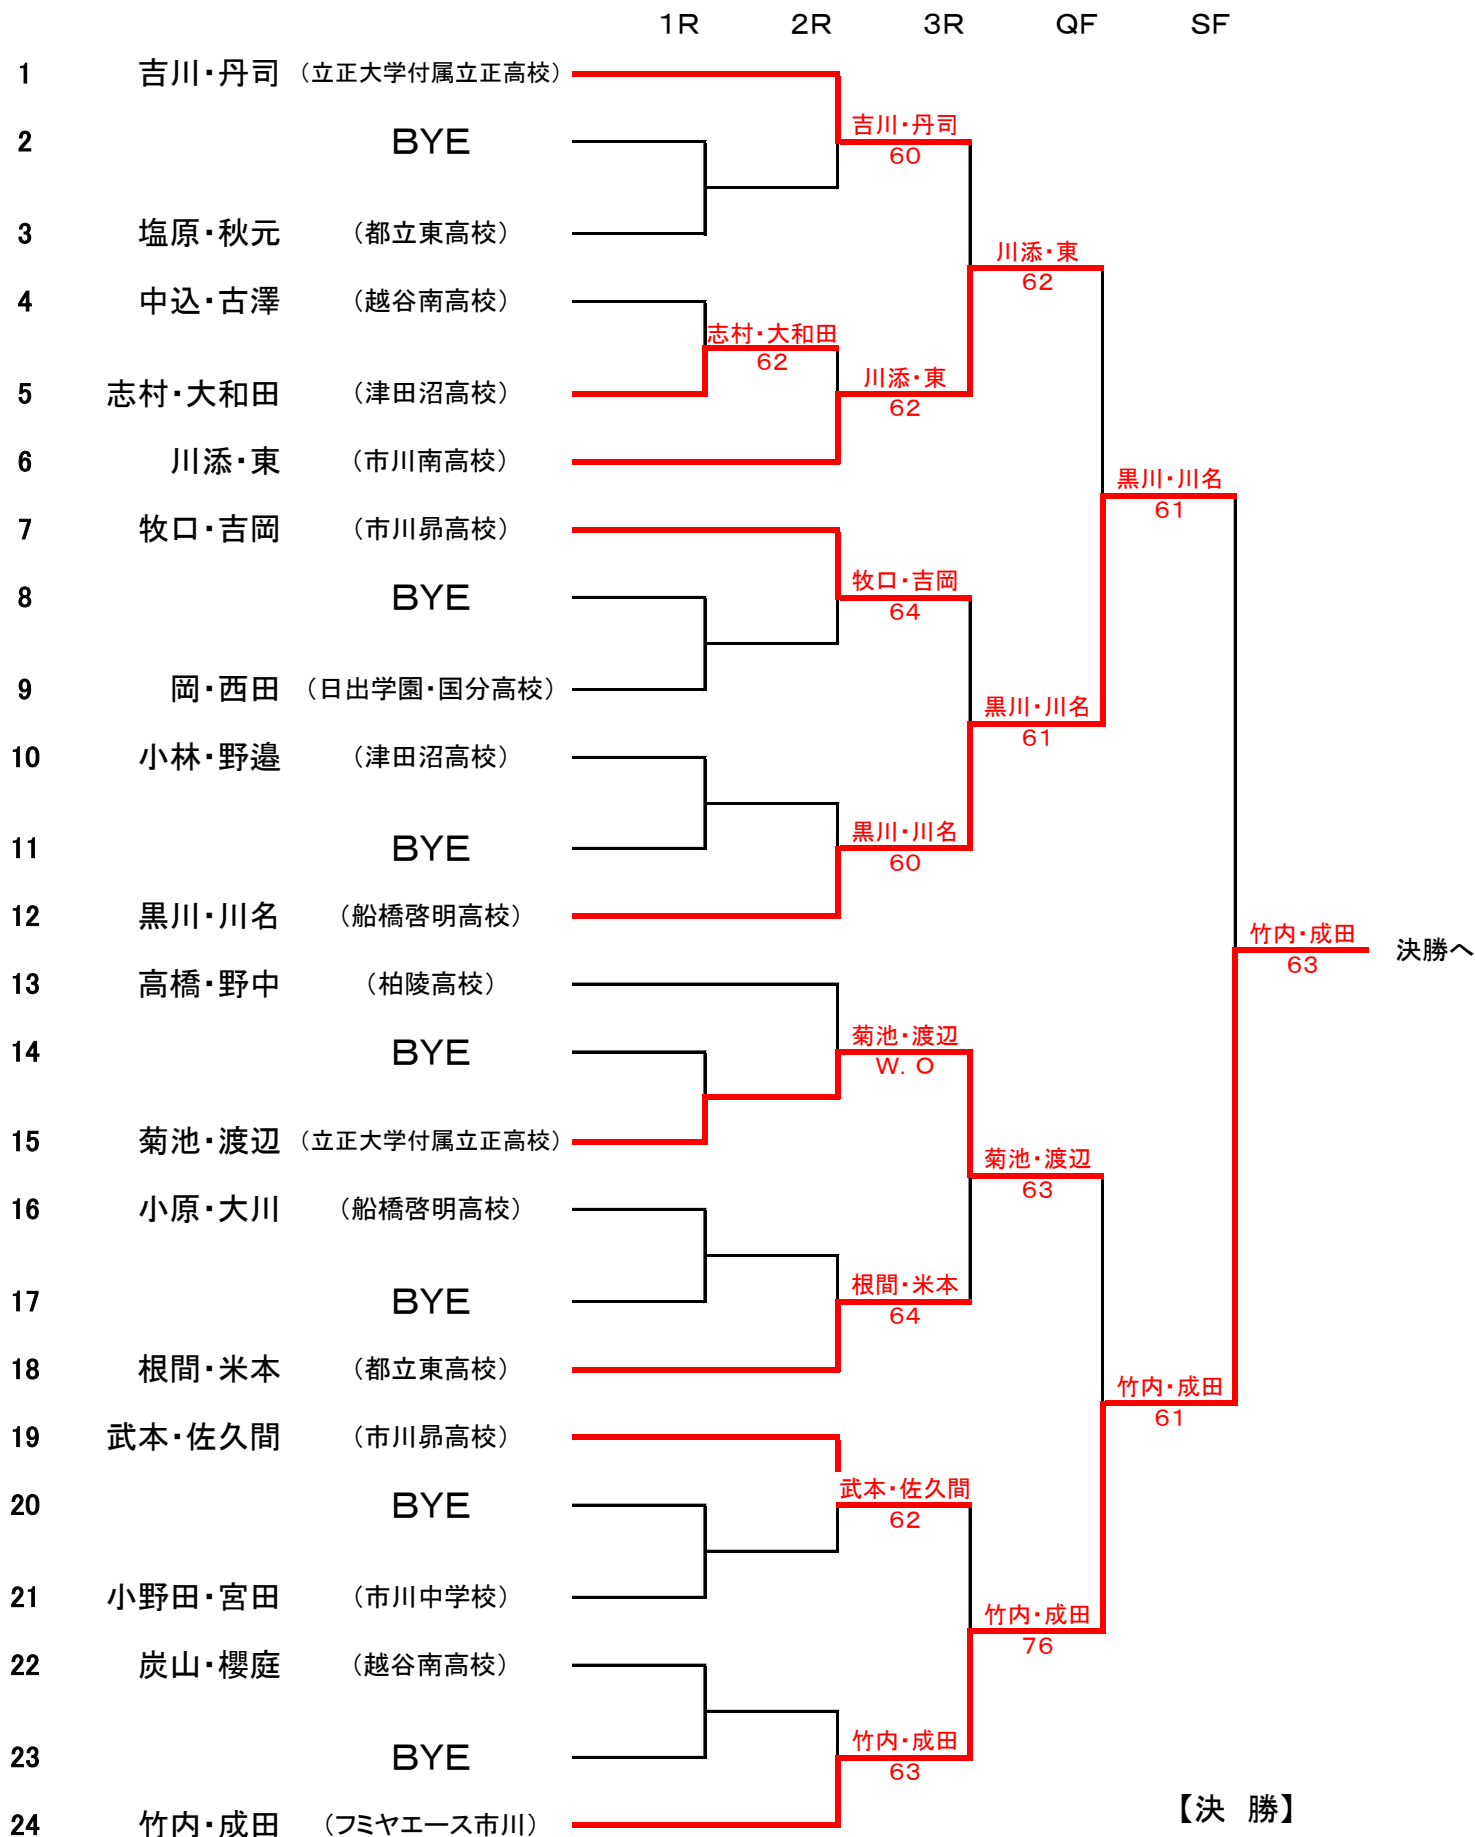 1R 2R 3R QF SF
1 吉川・丹司 （立正大学付属立正高校）
吉川・丹司
2 BYE
60
3 塩原・秋元 （都立東高校）
川添・東
62
4 中込・古澤 （越谷南高校）
志村・大和田
62
川添・東
5 志村・大和田 （津田沼高校）
62
6 川添・東 （市川南高校）
黒川・川名
61
7 牧口・吉岡 （市川昴高校）
牧口・吉岡
8 BYE
64
9 岡・西田 （日出学園・国分高校）
黒川・川名
61
10 小林・野邉 （津田沼高校）
黒川・川名
11 BYE
60
12 黒川・川名 （船橋啓明高校）
竹内・成田
決勝へ
63
13 高橋・野中 （柏陵高校）
菊池・渡辺
14 BYE
W．O
15 菊池・渡辺 （立正大学付属立正高校）
菊池・渡辺
63
16 小原・大川 （船橋啓明高校）
根間・米本
17 BYE
64
18 根間・米本 （都立東高校）
竹内・成田
61
19 武本・佐久間 （市川昴高校）
武本・佐久間
20 BYE
62
21 小野田・宮田 （市川中学校）
竹内・成田
76
22 炭山・櫻庭 （越谷南高校）
竹内・成田
23 BYE
63
【決 勝】
24 竹内・成田 （フミヤエース市川）